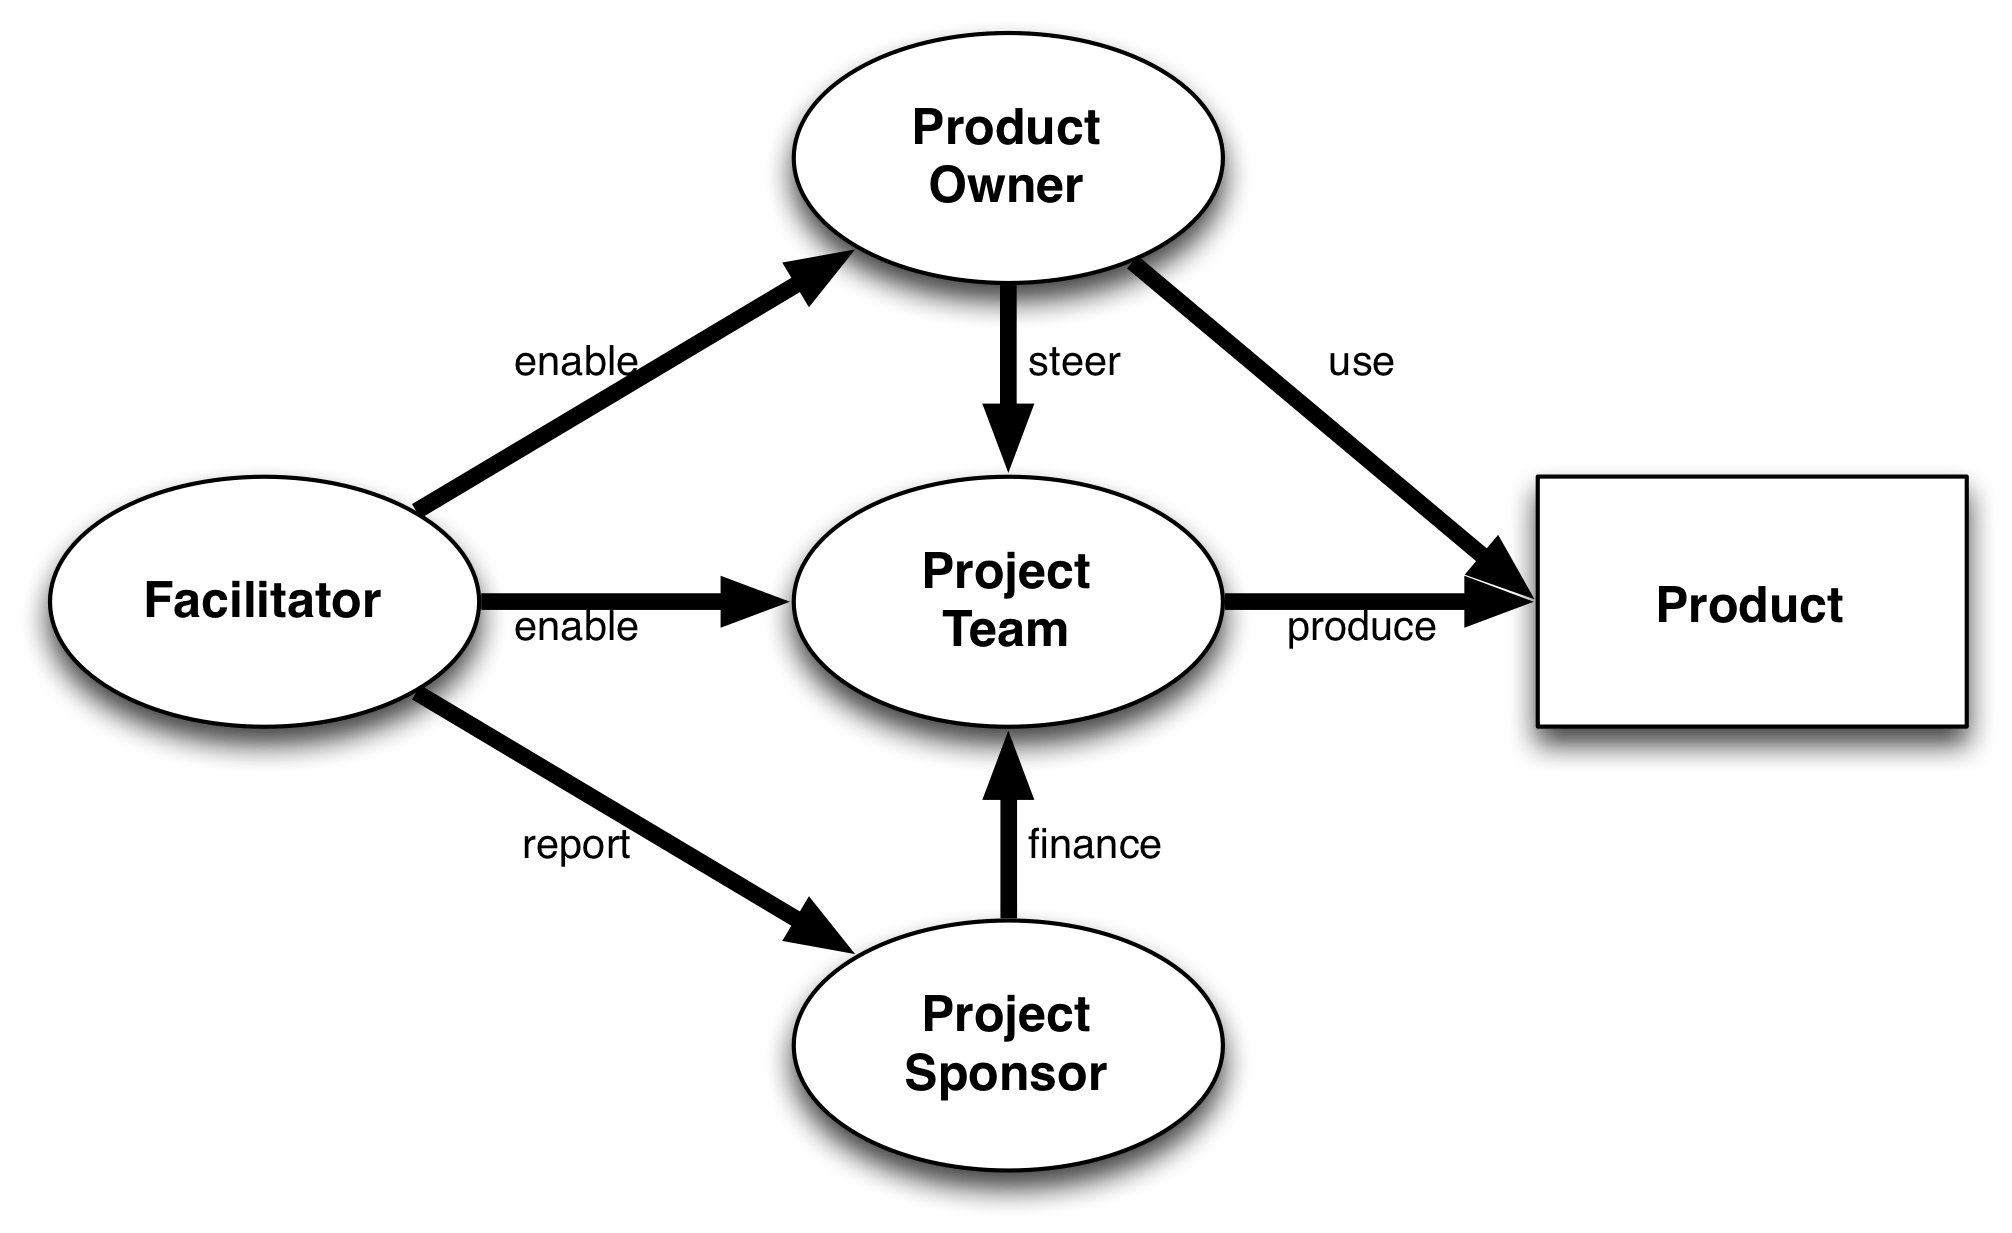 Product
Owner
enable
steer
use
Facilitator
enable
Project
Team
produce
Product
report
finance
Project
Sponsor